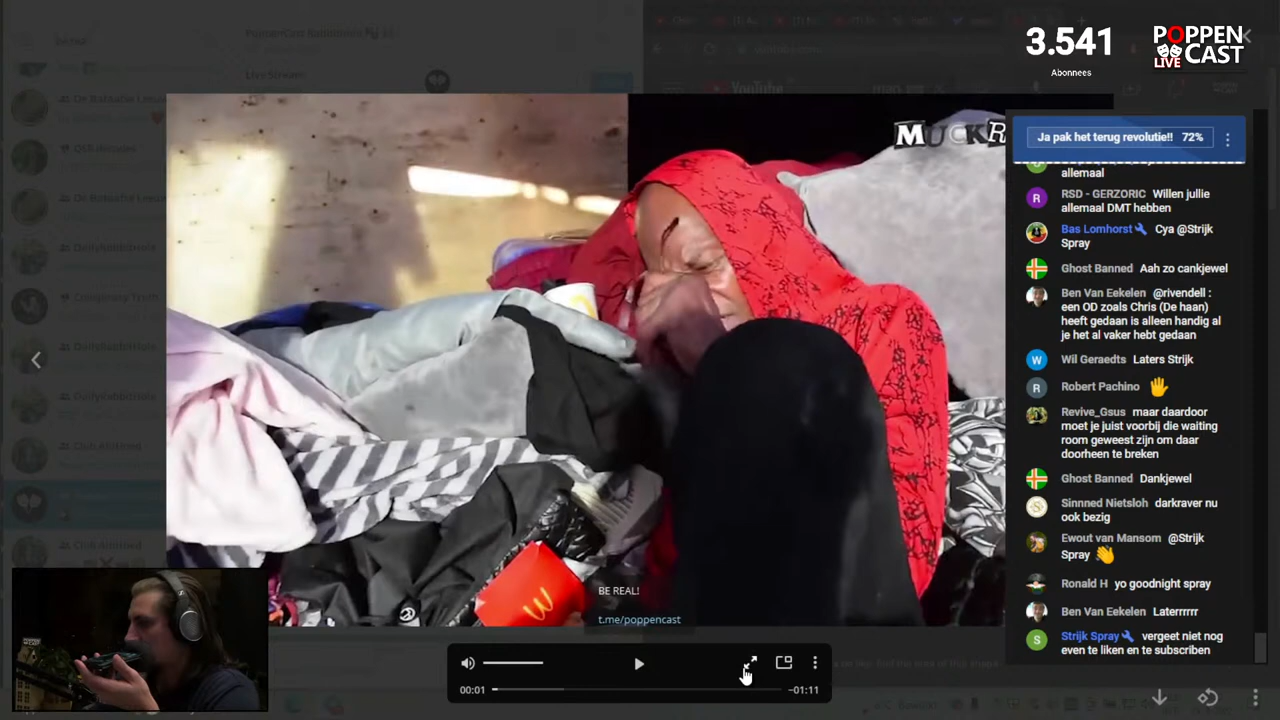 3.541
Abonnees
POPPEN
CAST
LIVE
YouTube
MUCKR
Ja pak het terug revolutie!! 72%
allemaal
RSD - GERZORIC Willen jullie
allemaal DMT hebben
Bas Lomhorst Cya @Strijk
Spray
Ghost Banned Aah zo cankjewel
Ben Van Eekelen @rivendell :
een OD zoals Chris (De haan)
heeft gedaan is alleen handig al
je het al vaker hebt gedaan
Wil Geraedts Laters Strijk
Robert Pachino
Revive_Gsus maar daardoor
moet je juist voorbij die waiting
room geweest zijn om daar
doorheen te breken
Ghost Banned Dankjewel
Sinnned Nietsloh darkraver nu
ook bezig
Ewout van Mansom @Strijk
Spray
Ronald H yo goodnight spray
Ben Van Eekelen Laterrrrrr
Strijk Spray vergeet niet nog
even te liken en te subscriben
BE REAL!
t.me/poppencast
00:01
-01:11